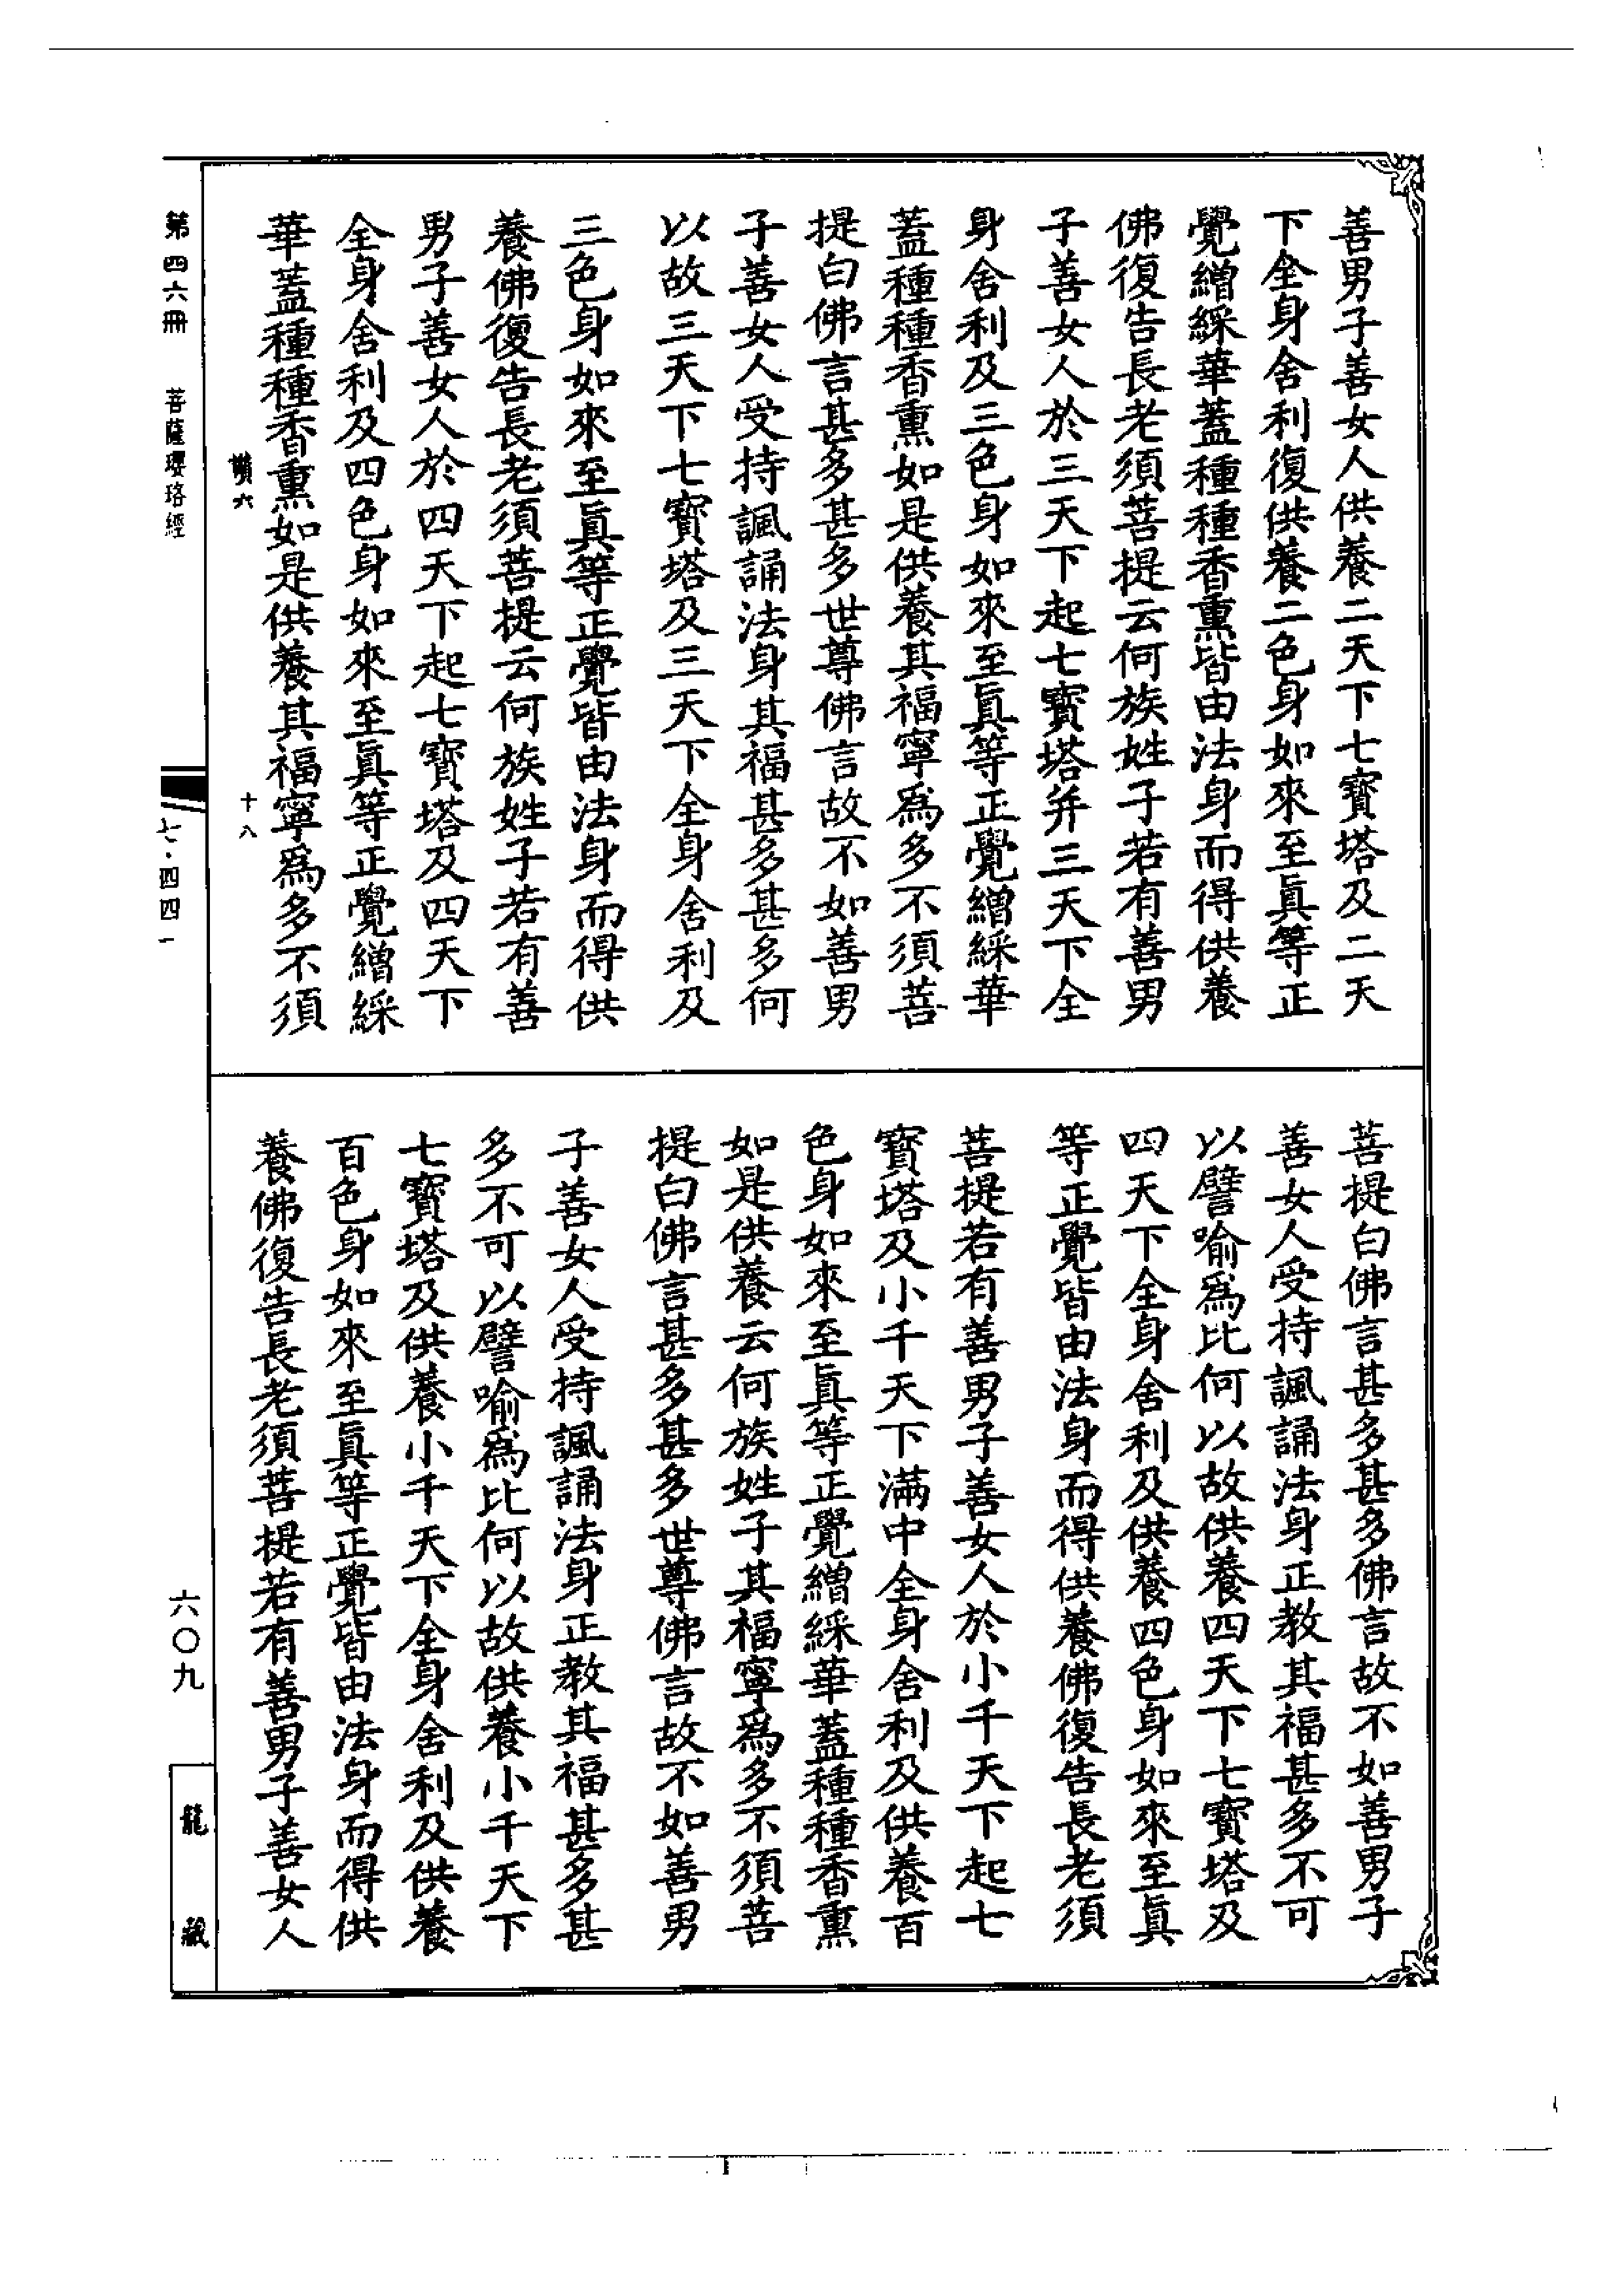 善男子善女人供養二天下七寶塔及二天
下全身舍利復供養二色身如來至眞等正
覺繒綵華蓋種種香熏皆由法身而得供養
佛復告長老須菩提云何族姓子若有善男
子善女人於三天下起七寶塔并三天下全
身舍利及三色身如來至眞等正覺繒綵華
蓋種種香熏如是供養其福寧爲多不須菩
提白佛言甚多甚多世尊佛言故不如善男
子善女人受持諷誦法身其福甚多甚多何
以故三天下七寶塔及三天下全身舍利及
三色身如來至眞等正覺皆由法身而得供
養佛復告長老須菩提云何族姓子若有善
男子善女人於四天下起七寶塔及四天下
全身舍利及四色身如來至眞等正覺繒綵
華蓋種種香熏如是供養其福寧爲多不須
菩提白佛言甚多甚多佛言故不如善男子
善女人受持諷誦法身正教其福甚多不可
以譬喻爲比何以故供養四天下七寶塔及
四天下全身舍利及供養四色身如來至眞
等正覺皆由法身而得供養佛復告長老須
菩提若有善男子善女人於小千天下起七
寶塔及小千天下滿中全身舍利及供養百
色身如來至眞等正覺繒綵華蓋種種香熏
如是供養云何族姓子其福寧爲多不須菩
提白佛言甚多甚多世尊佛言故不如善男
子善女人受持諷誦法身正教其福甚多甚
多不可以譬喻爲比何以故供養小千天下
七寶塔及供養小千天下全身舍利及供養
百色身如來至眞等正覺皆由法身而得供
養佛復告長老須菩提若有善男子善女人
六
十八
第四六冊 菩薩瓔珞經
七·四四一
六〇九
龍藏